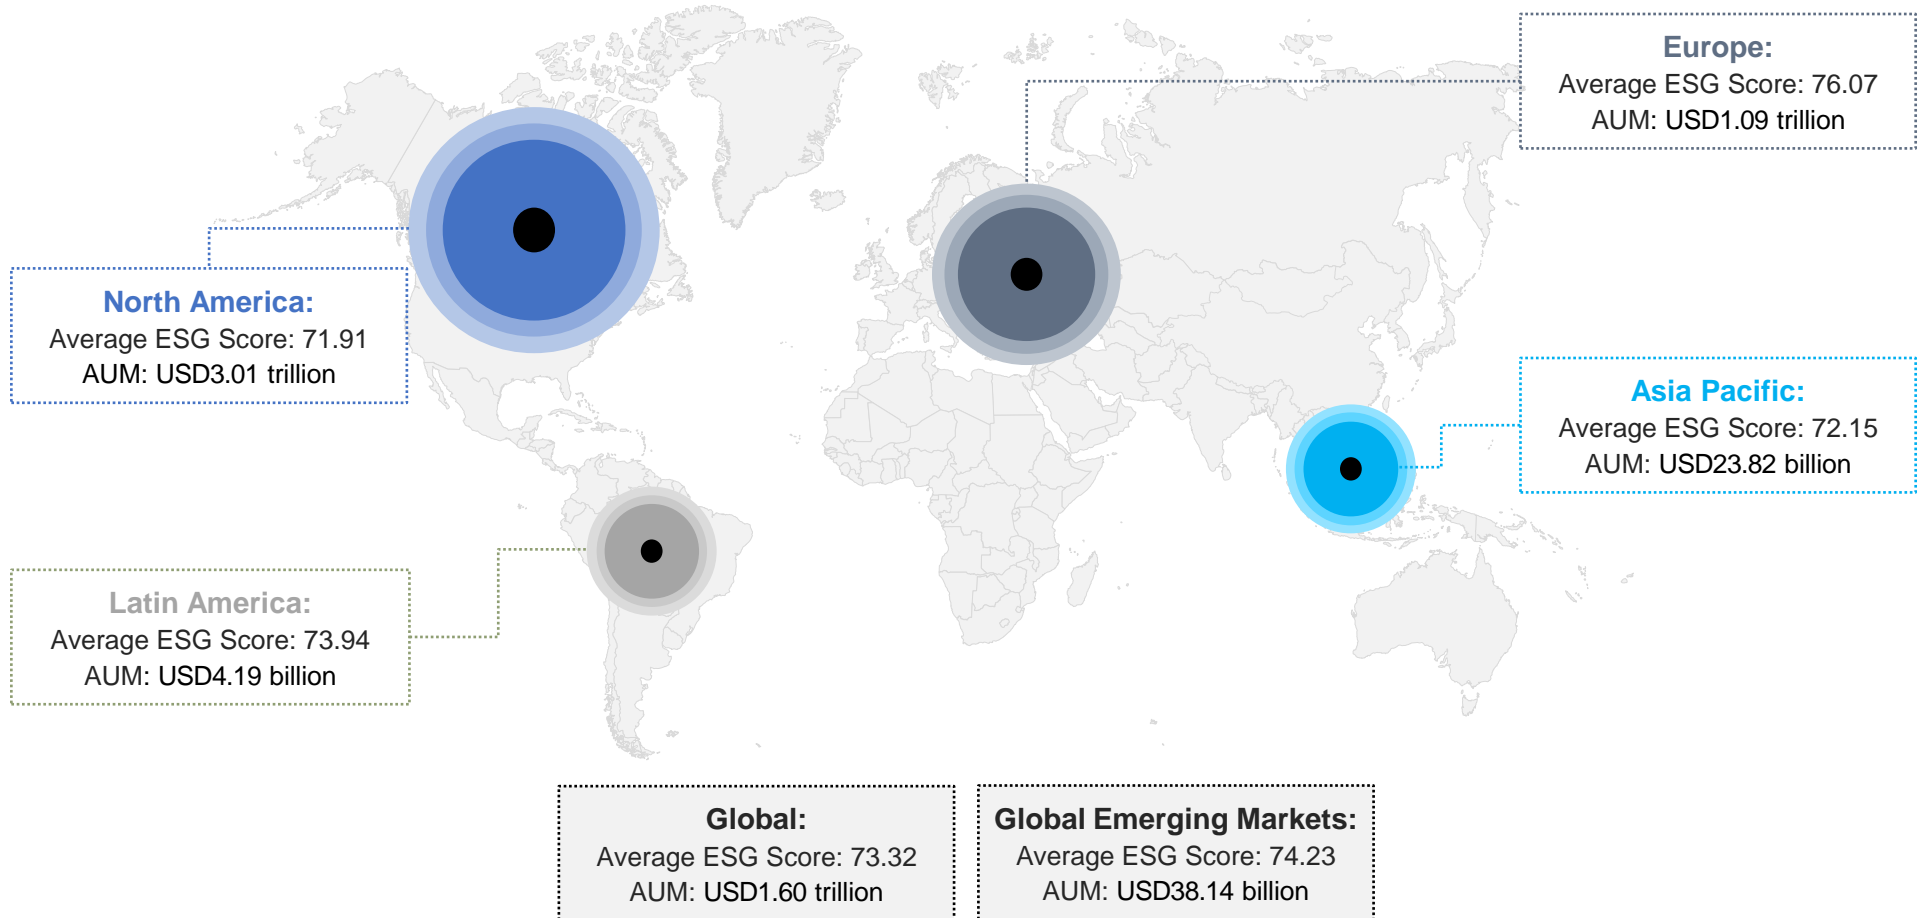 Europe:
Average ESG Score: 76.07
AUM: USD1.09 trillion
North America:
Average ESG Score: 71.91
AUM: USD3.01 trillion
Asia Pacific:
Average ESG Score: 72.15
AUM: USD23.82 billion
Latin America:
Average ESG Score: 73.94
AUM: USD4.19 billion
Global:
Average ESG Score: 73.32
AUM: USD1.60 trillion
Global Emerging Markets:
Average ESG Score: 74.23
AUM: USD38.14 billion